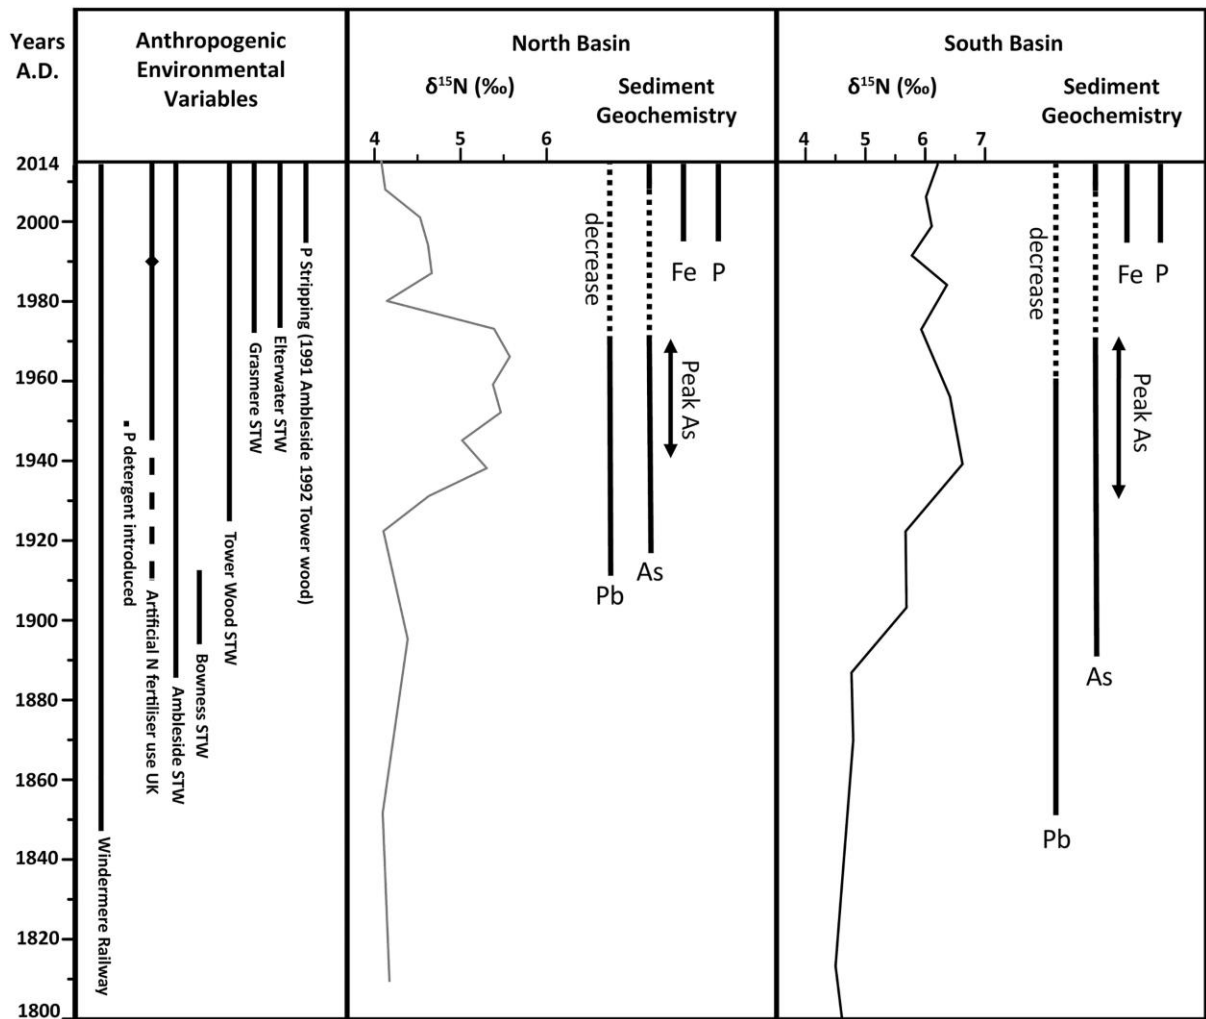 Years
A.D.
Anthropogenic
Environmental
Variables
North Basin
δ¹⁵N (‰)
Sediment
Geochemistry
South Basin
δ¹⁵N (‰)
Sediment
Geochemistry
4 5 6
4 5 6 7
2014
2000
1980
1960
1940
1920
1900
1880
1860
1840
1820
1800
Windermere Railway
P detergent introduced
Artificial N fertiliser use UK
Ambleside STW
Bowness STW
Tower Wood STW
Grasmere STW
Elterwater STW
P Stripping (1991 Ambleside 1992 Tower wood)
decrease
Fe
P
Peak As
Pb
As
decrease
Fe
P
Peak As
As
Pb